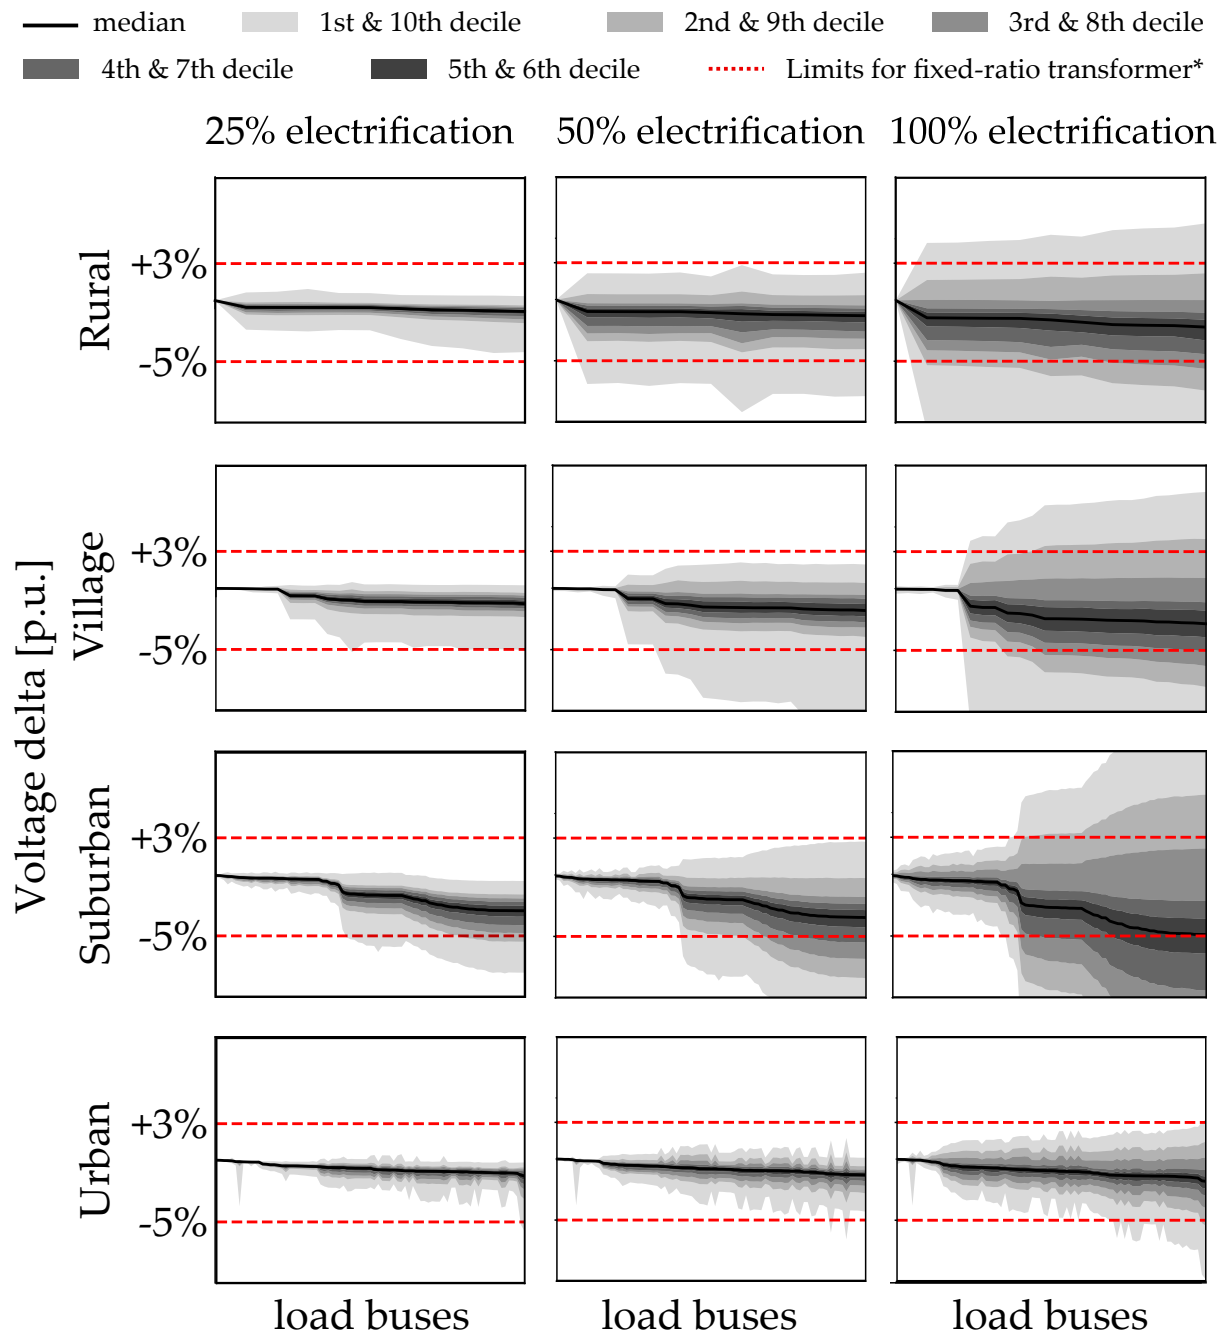 median 1st & 10th decile 2nd & 9th decile 3rd & 8th decile
4th & 7th decile 5th & 6th decile Limits for fixed-ratio transformer*
25% electrification 50% electrification 100% electrification
Voltage delta [p.u.]
Rural
+3%
-5%
Village
+3%
-5%
Suburban
+3%
-5%
Urban
+3%
-5%
load buses load buses load buses